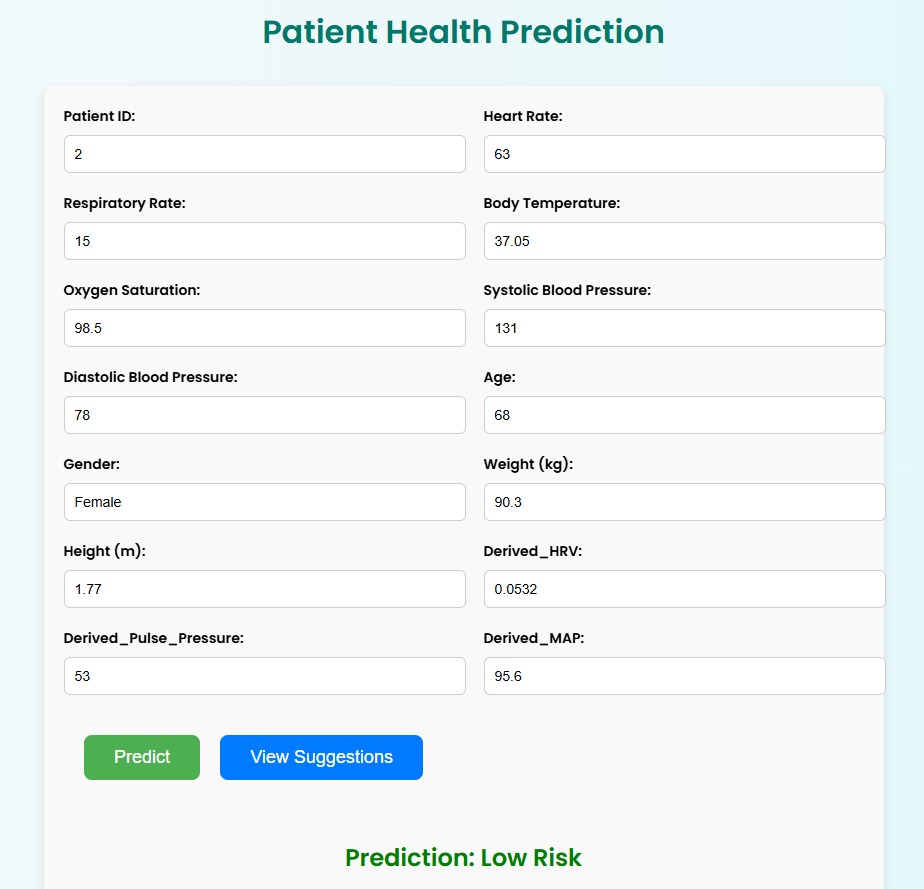 Patient Health Prediction
Patient ID: Heart Rate:
2 63
Respiratory Rate: Body Temperature:
15 37.05
Oxygen Saturation: Systolic Blood Pressure:
98.5 131
Diastolic Blood Pressure: Age:
78 68
Gender: Weight (kg):
Female 90.3
Height (m): Derived_HRV:
1.77 0.0532
Derived_Pulse_Pressure: Derived_MAP:
53 95.6
Predict View Suggestions
Prediction: Low Risk